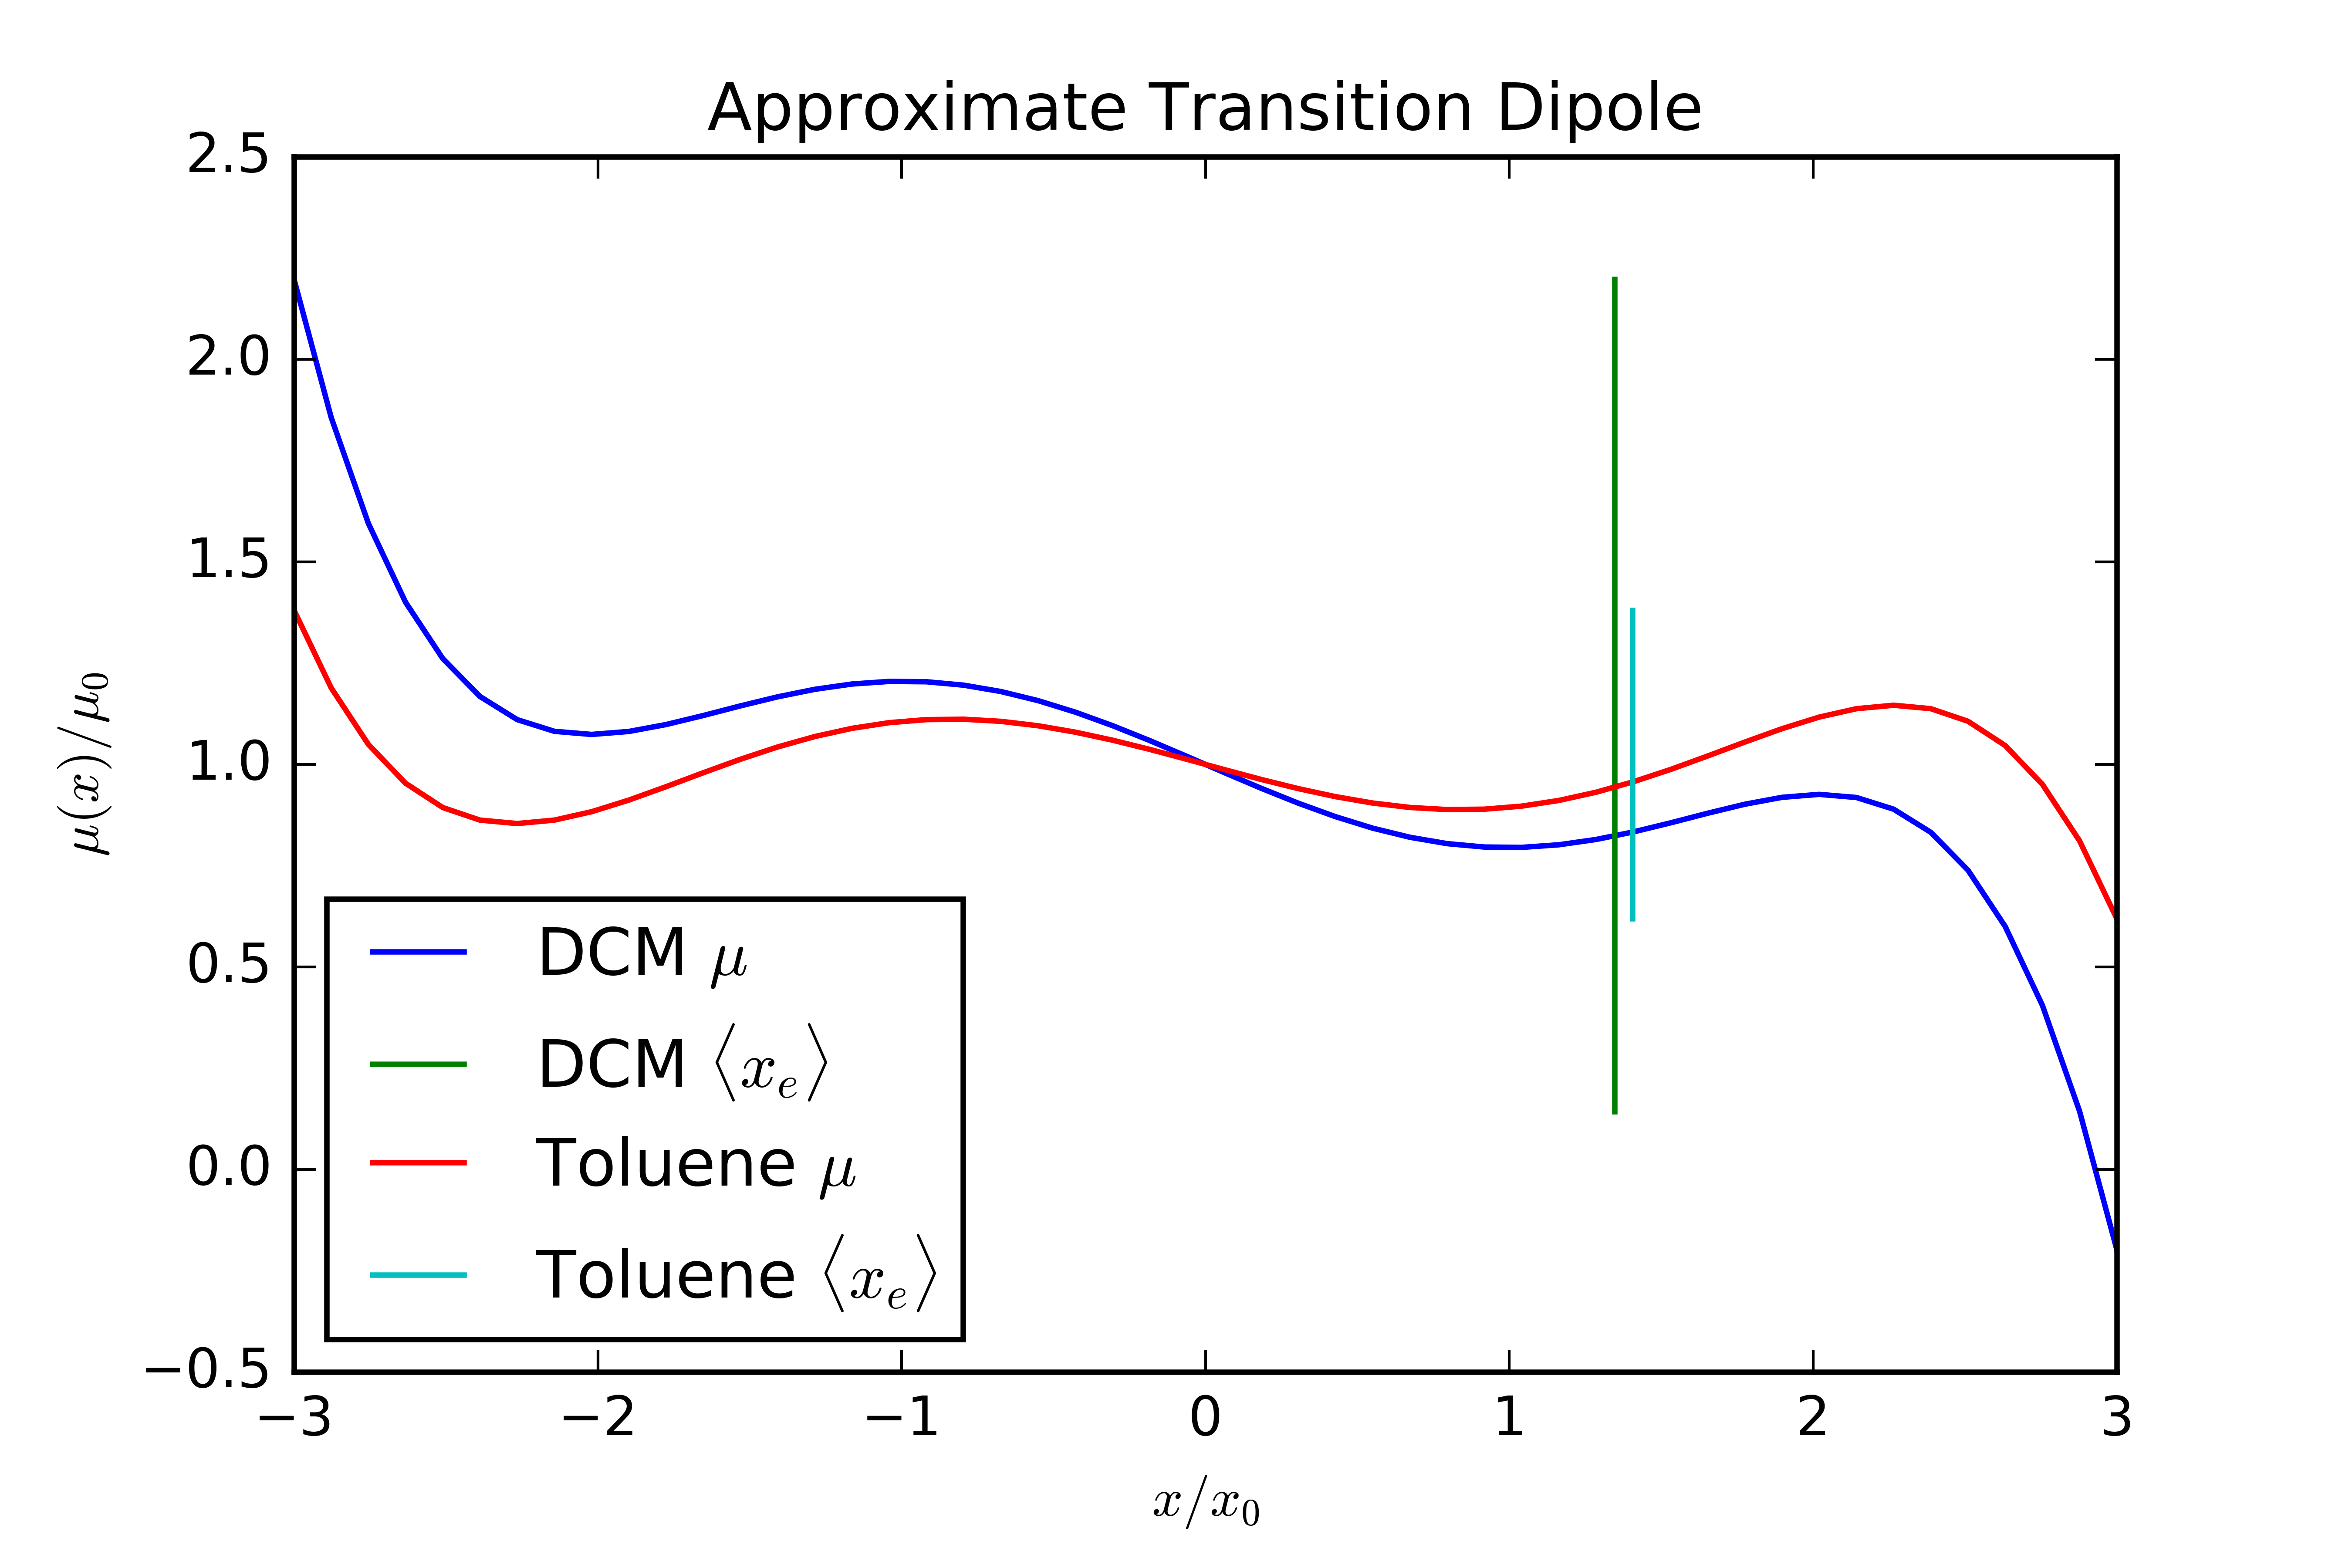 Approximate Transition Dipole
2.5
2.0
1.5
1.0
0.5
0.0
−0.5
μ(x)/μ₀
DCM μ
DCM ⟨xₑ⟩
Toluene μ
Toluene ⟨xₑ⟩
−3 −2 −1 0 1 2 3
x/x₀